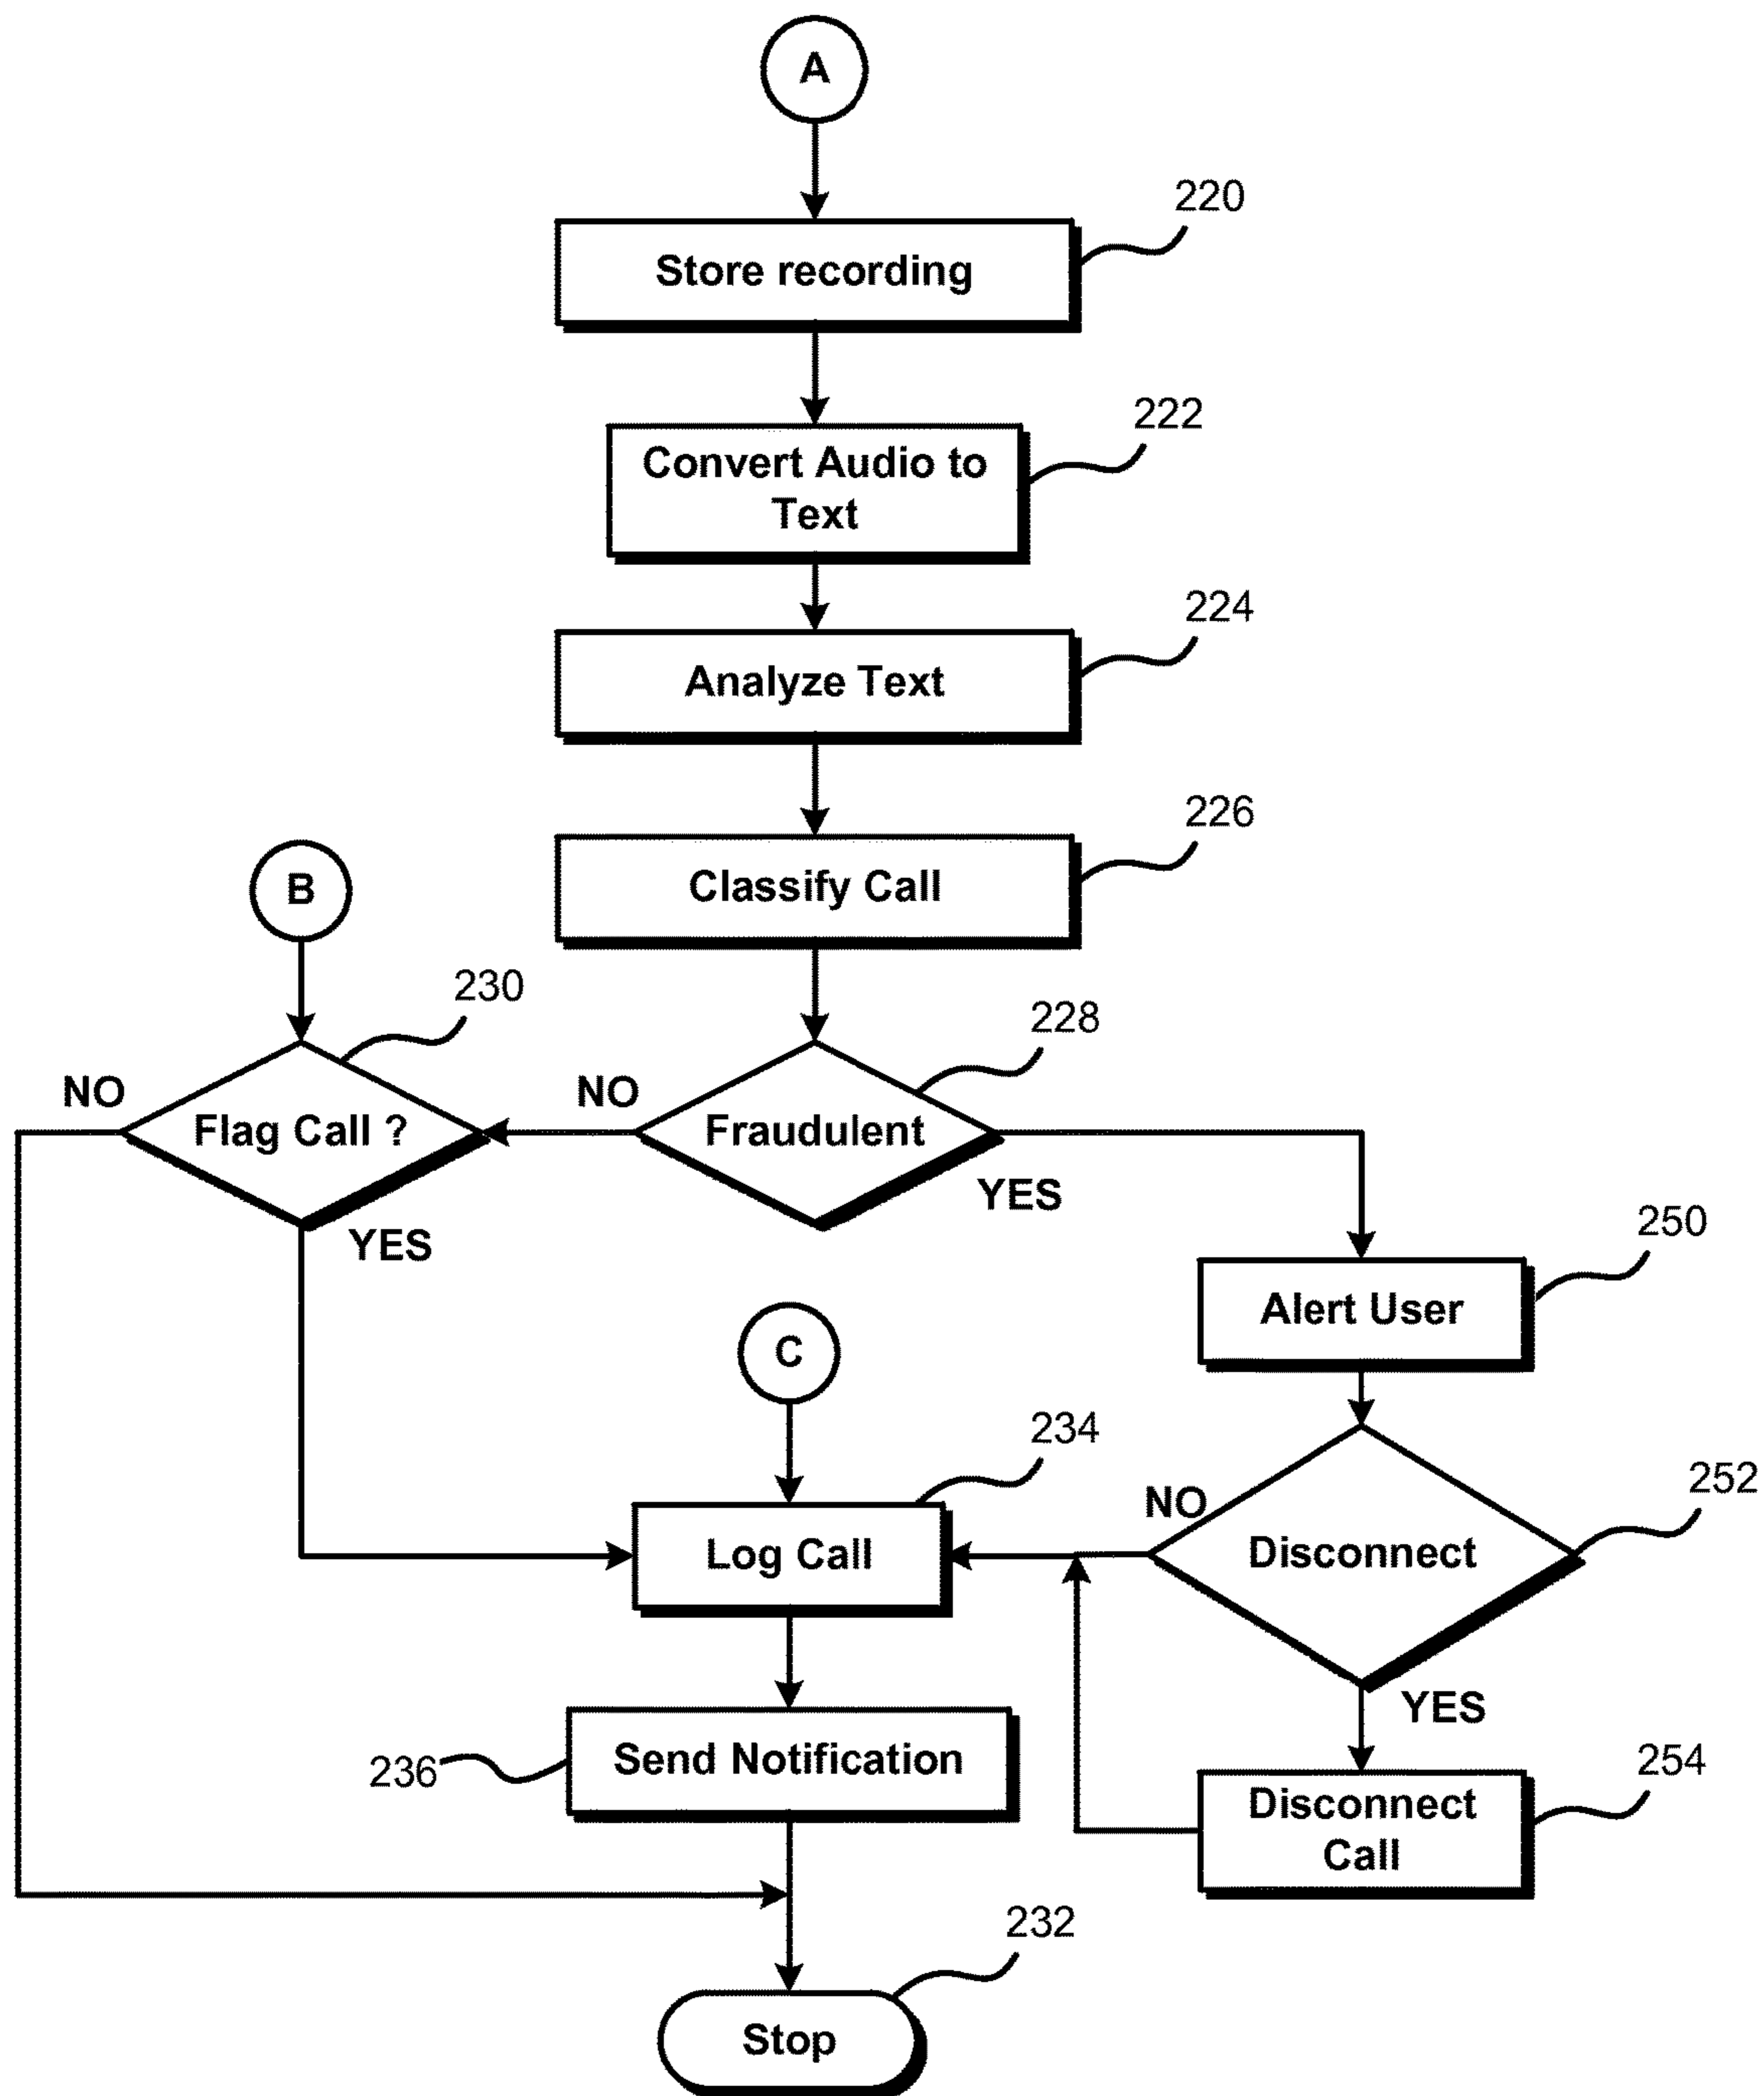 A
220
Store recording
222
Convert Audio to
Text
224
Analyze Text
226
Classify Call
B
230
228
NO
Flag Call ?
YES
NO
Fraudulent
YES
250
Alert User
C
234
Log Call
252
NO
Disconnect
YES
236
Send Notification
254
Disconnect
Call
232
Stop